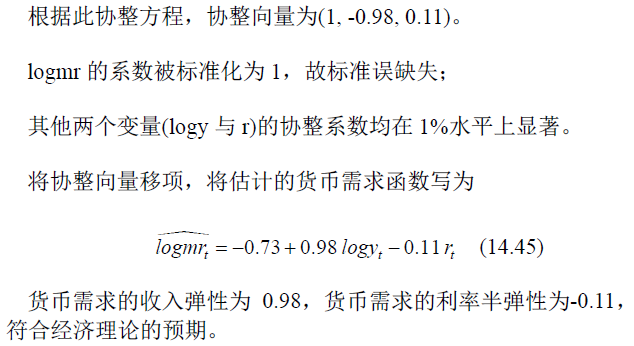 根据此协整方程，协整向量为(1, -0.98, 0.11)。
logmr 的系数被标准化为 1，故标准误缺失；
其他两个变量(logy 与 r)的协整系数均在 1%水平上显著。
将协整向量移项，将估计的货币需求函数写为
$\widehat{logmr_t} = -0.73 + 0.98\,logy_t - 0.11\,r_t$ (14.45)
货币需求的收入弹性为 0.98，货币需求的利率半弹性为-0.11，
符合经济理论的预期。